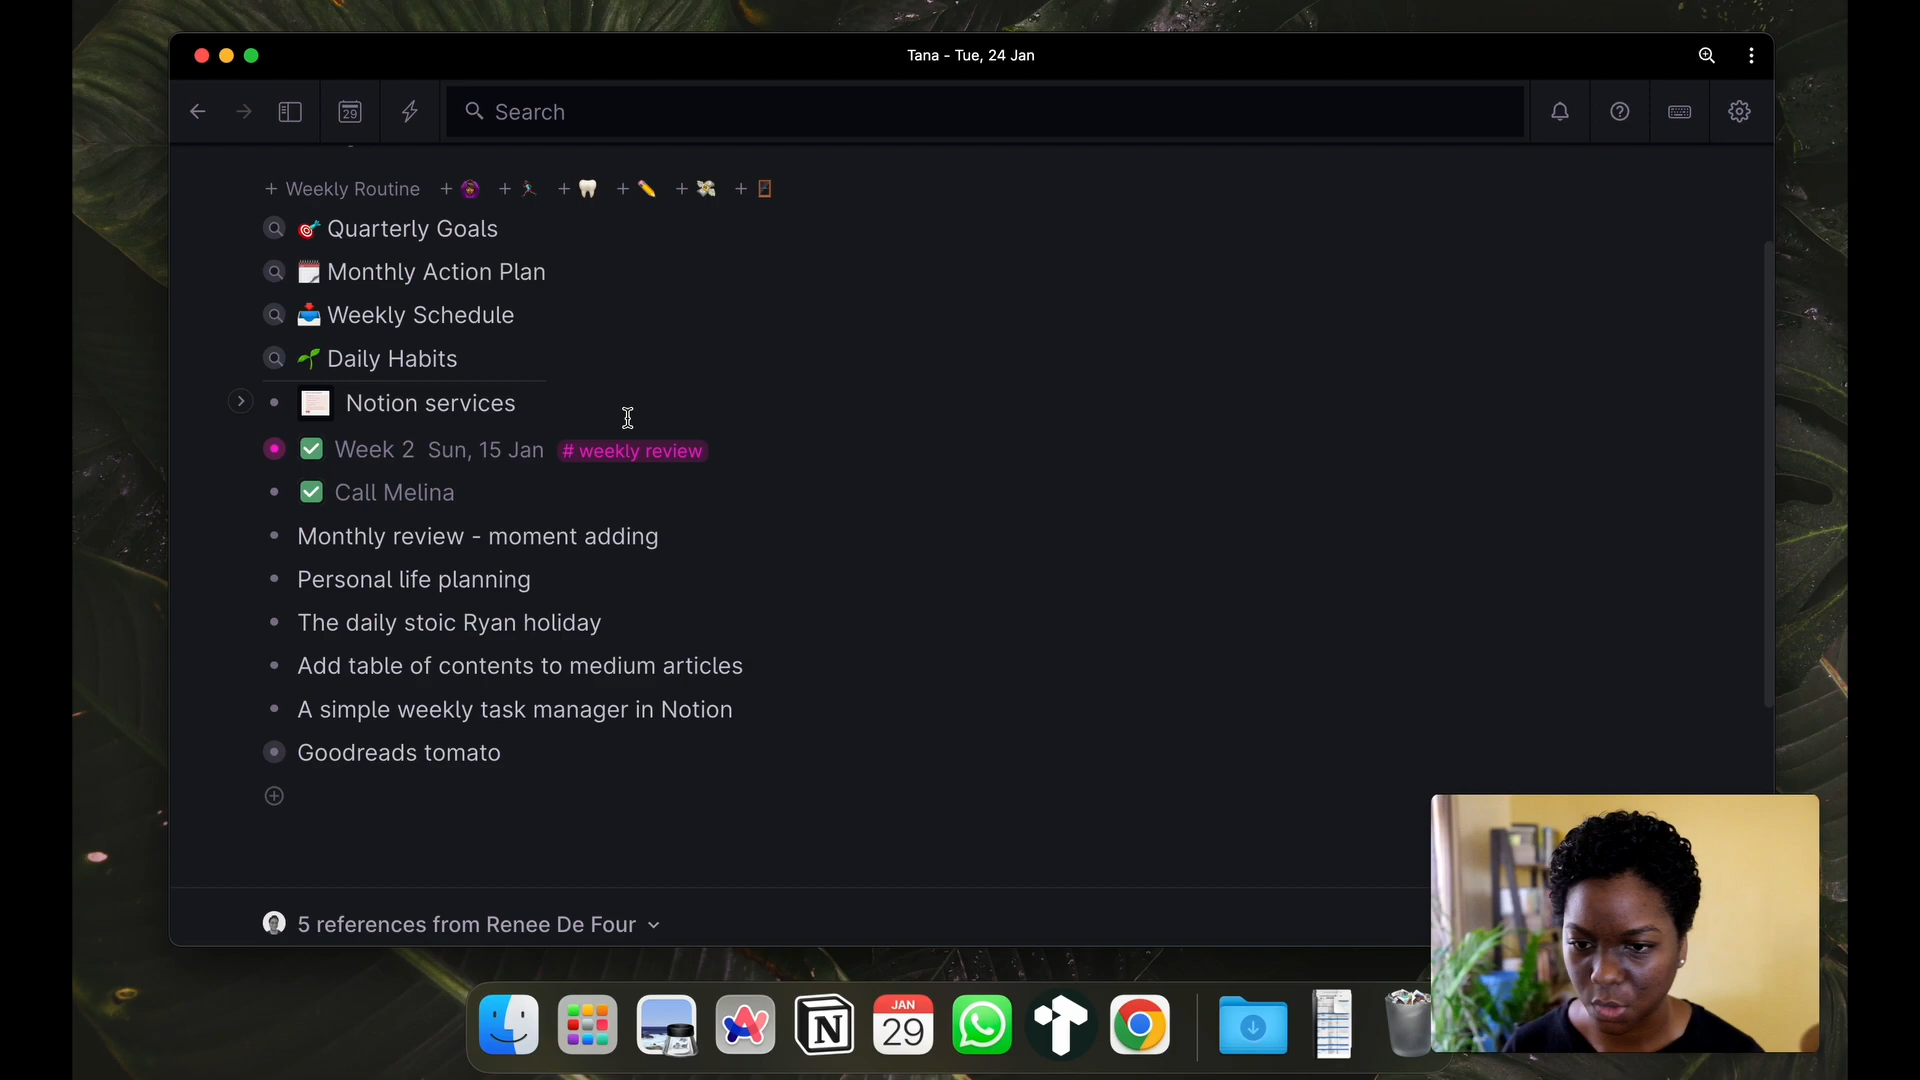 Tana - Tue, 24 Jan
29
Search
+ Weekly Routine + + + + + +
Quarterly Goals
Monthly Action Plan
Weekly Schedule
Daily Habits
Notion services
Week 2 Sun, 15 Jan # weekly review
Call Melina
Monthly review - moment adding
Personal life planning
The daily stoic Ryan holiday
Add table of contents to medium articles
A simple weekly task manager in Notion
Goodreads tomato
5 references from Renee De Four
JAN
29